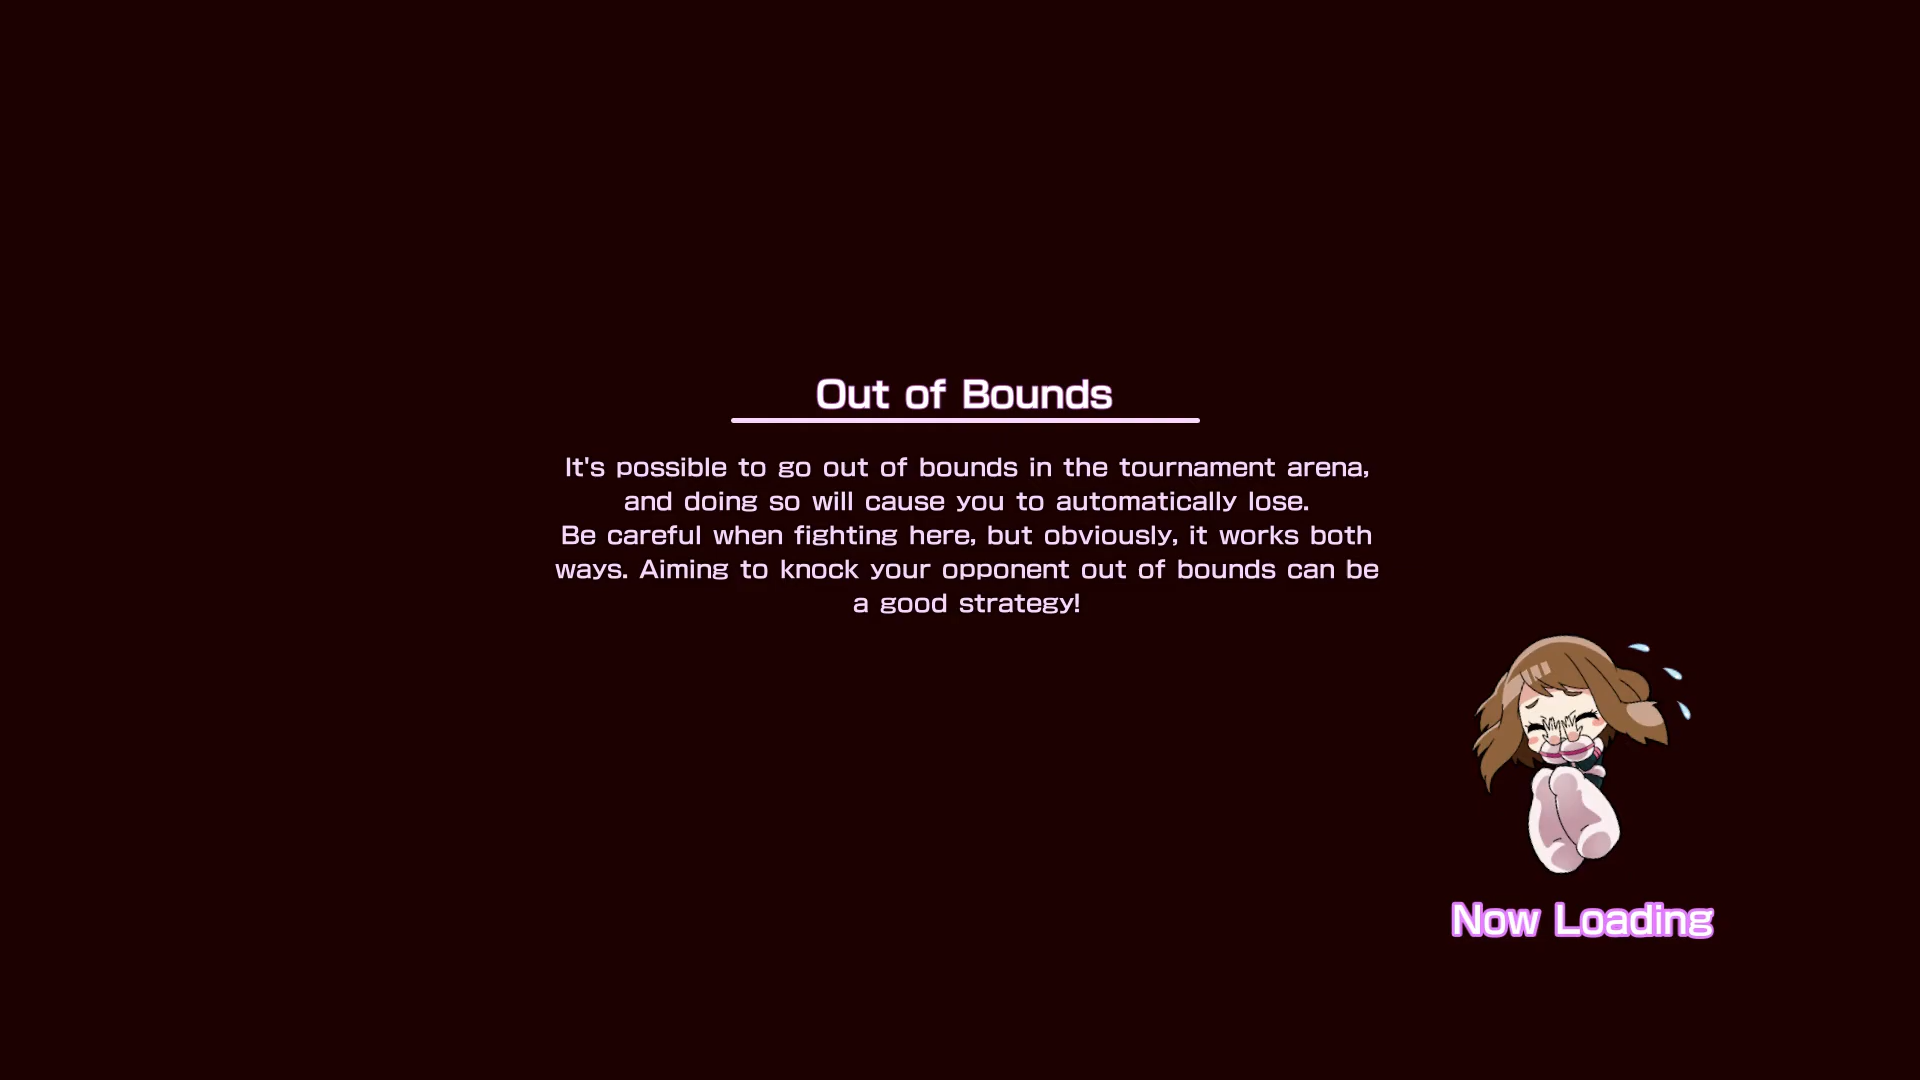 Out of Bounds
It's possible to go out of bounds in the tournament arena,
and doing so will cause you to automatically lose.
Be careful when fighting here, but obviously, it works both
ways. Aiming to knock your opponent out of bounds can be
a good strategy!
Now Loading